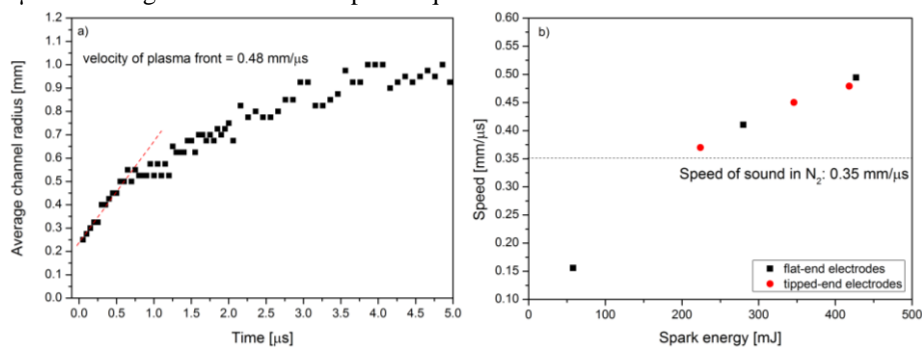 a)
velocity of plasma front = 0.48 mm/μs
Average channel radius [mm]
1.2
1.1
1.0
0.9
0.8
0.7
0.6
0.5
0.4
0.3
0.2
0.1
0.0
0.0 0.5 1.0 1.5 2.0 2.5 3.0 3.5 4.0 4.5 5.0
Time [μs]
b)
Speed [mm/μs]
0.60
0.55
0.50
0.45
0.40
0.35
0.30
0.25
0.20
0.15
0.10
Speed of sound in N₂: 0.35 mm/μs
flat-end electrodes
tipped-end electrodes
0 100 200 300 400 500
Spark energy [mJ]